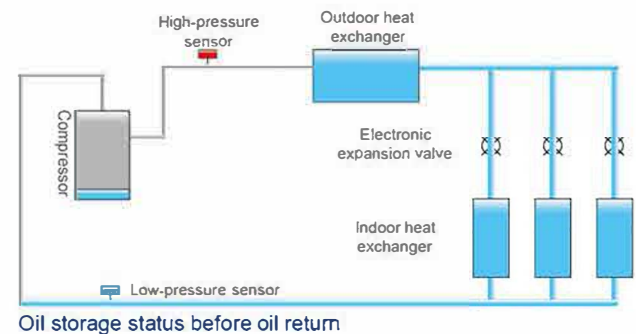 High-pressure
sensor
Outdoor heat
exchanger
Compressor
Electronic
expansion valve
Indoor heat
exchanger
Low-pressure sensor
Oil storage status before oil return